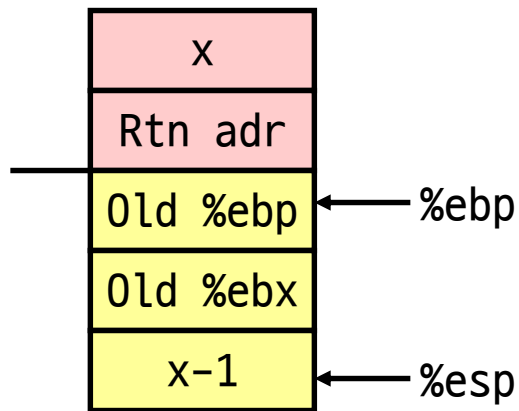 x
Rtn adr
Old %ebp
%ebp
Old %ebx
x-1
%esp